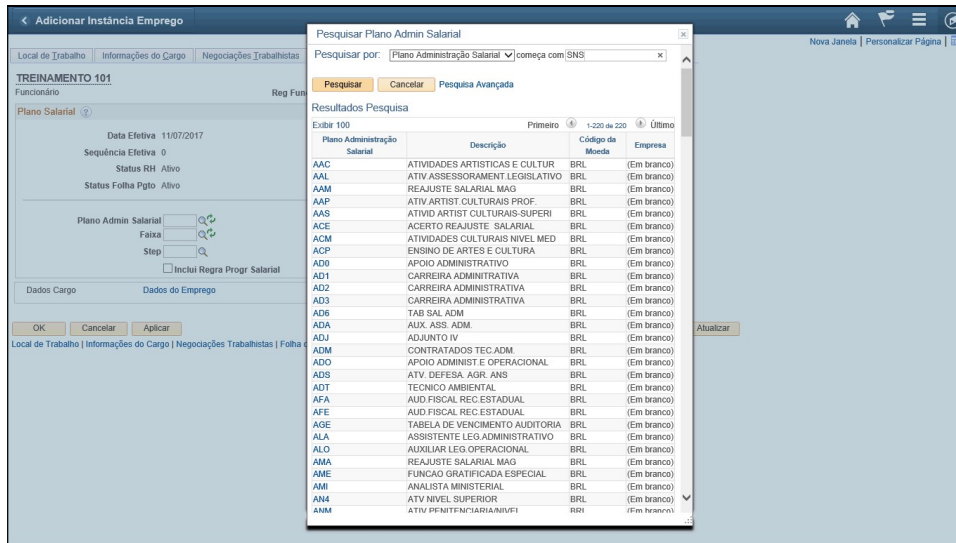 Adicionar Instância Emprego
Nova Janela | Personalizar Página |
Local de Trabalho Informações do Cargo Negociações Trabalhistas
TREINAMENTO 101
Funcionário Reg Fun
Plano Salarial
Data Efetiva 11/07/2017
Sequência Efetiva 0
Status RH Ativo
Status Folha Pgto Ativo
Plano Admin Salarial
Faixa
Step
Inclui Regra Progr Salarial
Dados Cargo Dados do Emprego
OK Cancelar Aplicar Atualizar
Local de Trabalho | Informações do Cargo | Negociações Trabalhistas | Folha
Pesquisar Plano Admin Salarial
Pesquisar por: Plano Administração Salarial começa com SNS
Pesquisar Cancelar Pesquisa Avançada
Resultados Pesquisa
Exibir 100 Primeiro 1-220 de 220 Último
Plano Administração Salarial Descrição Código da Moeda Empresa
AAC ATIVIDADES ARTISTICAS E CULTUR BRL (Em branco)
AAL ATIV.ASSESSORAMENT.LEGISLATIVO BRL (Em branco)
AAM REAJUSTE SALARIAL MAG BRL (Em branco)
AAP ATIV.ARTIST.CULTURAIS PROF. BRL (Em branco)
AAS ATIVID ARTIST CULTURAIS-SUPERI BRL (Em branco)
ACE ACERTO REAJUSTE SALARIAL BRL (Em branco)
ACM ATIVIDADES CULTURAIS NIVEL MED BRL (Em branco)
ACP ENSINO DE ARTES E CULTURA BRL (Em branco)
AD0 APOIO ADMINISTRATIVO BRL (Em branco)
AD1 CARREIRA ADMINITRATIVA BRL (Em branco)
AD2 CARREIRA ADMINISTRATIVA BRL (Em branco)
AD3 CARREIRA ADMINISTRATIVA BRL (Em branco)
AD6 TAB SAL ADM BRL (Em branco)
ADA AUX. ASS. ADM. BRL (Em branco)
ADJ ADJUNTO IV BRL (Em branco)
ADM CONTRATADOS TEC.ADM. BRL (Em branco)
ADO APOIO ADMINIST.E OPERACIONAL BRL (Em branco)
ADS ATV. DEFESA. AGR. ANS BRL (Em branco)
ADT TECNICO AMBIENTAL BRL (Em branco)
AFA AUD.FISCAL REC.ESTADUAL BRL (Em branco)
AFE AUD.FISCAL REC.ESTADUAL BRL (Em branco)
AGE TABELA DE VENCIMENTO AUDITORIA BRL (Em branco)
ALA ASSISTENTE LEG.ADMINISTRATIVO BRL (Em branco)
ALO AUXILIAR LEG.OPERACIONAL BRL (Em branco)
AMA REAJUSTE SALARIAL MAG BRL (Em branco)
AME FUNCAO GRATIFICADA ESPECIAL BRL (Em branco)
AMI ANALISTA MINISTERIAL BRL (Em branco)
AN4 ATV NIVEL SUPERIOR BRL (Em branco)
ANM ATIV PENITENCIARIA/NIVEL BRL (Em branco)